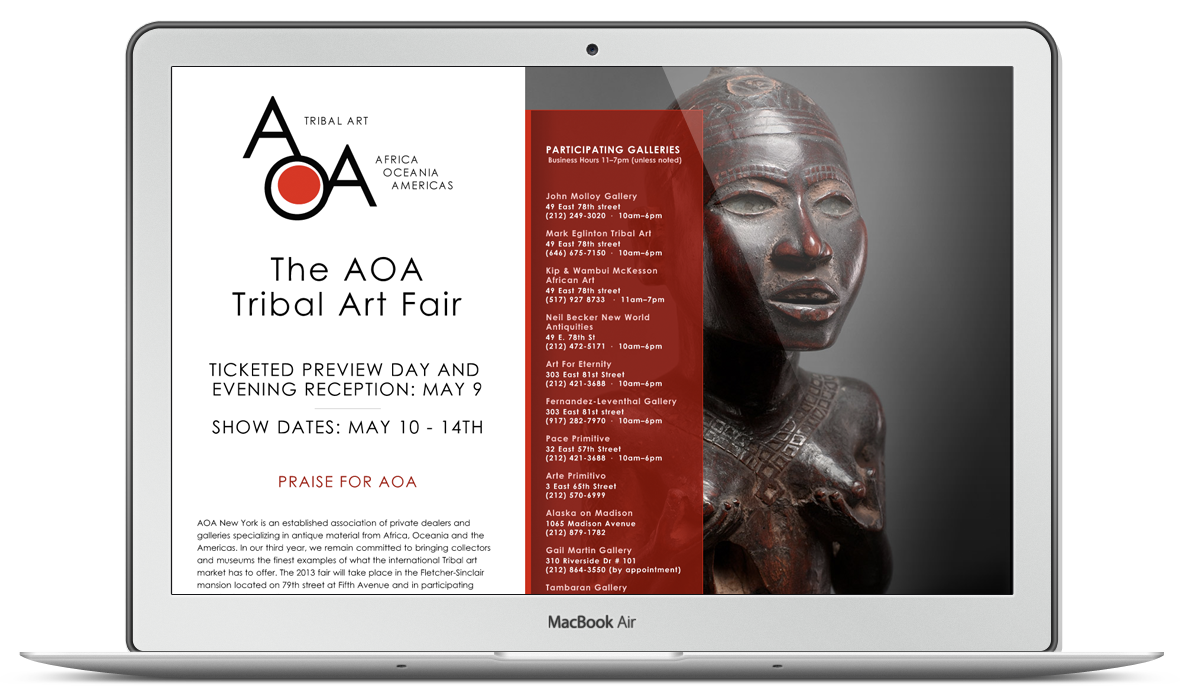 AOA
TRIBAL ART
AFRICA
OCEANIA
AMERICAS
The AOA
Tribal Art Fair
TICKETED PREVIEW DAY AND
EVENING RECEPTION: MAY 9
SHOW DATES: MAY 10 - 14TH
PRAISE FOR AOA
AOA New York is an established association of private dealers and
galleries specializing in antique material from Africa, Oceania and the
Americas. In our third year, we remain committed to bringing collectors
and museums the finest examples of what the international Tribal art
market has to offer. The 2013 fair will take place in the Fletcher-Sinclair
mansion located on 79th street at Fifth Avenue and in participating
PARTICIPATING GALLERIES
Business Hours 11–7pm (unless noted)
John Molloy Gallery
49 East 78th street
(212) 249-3020 · 10am–6pm
Mark Eglinton Tribal Art
49 East 78th street
(646) 675-7150 · 10am–6pm
Kip & Wambui McKesson
African Art
49 East 78th street
(517) 927 8733 · 11am–7pm
Neil Becker New World
Antiquities
49 E. 78th St
(212) 472-5171 · 10am–6pm
Art For Eternity
303 East 81st Street
(212) 421-3688 · 10am–6pm
Fernandez-Leventhal Gallery
303 East 81st street
(917) 282-7970 · 10am–6pm
Pace Primitive
32 East 57th Street
(212) 421-3688 · 10am–6pm
Arte Primitivo
3 East 65th Street
(212) 570-6999
Alaska on Madison
1065 Madison Avenue
(212) 879-1782
Gail Martin Gallery
310 Riverside Dr # 101
(212) 864-3550 (by appointment)
Tambaran Gallery
MacBook Air